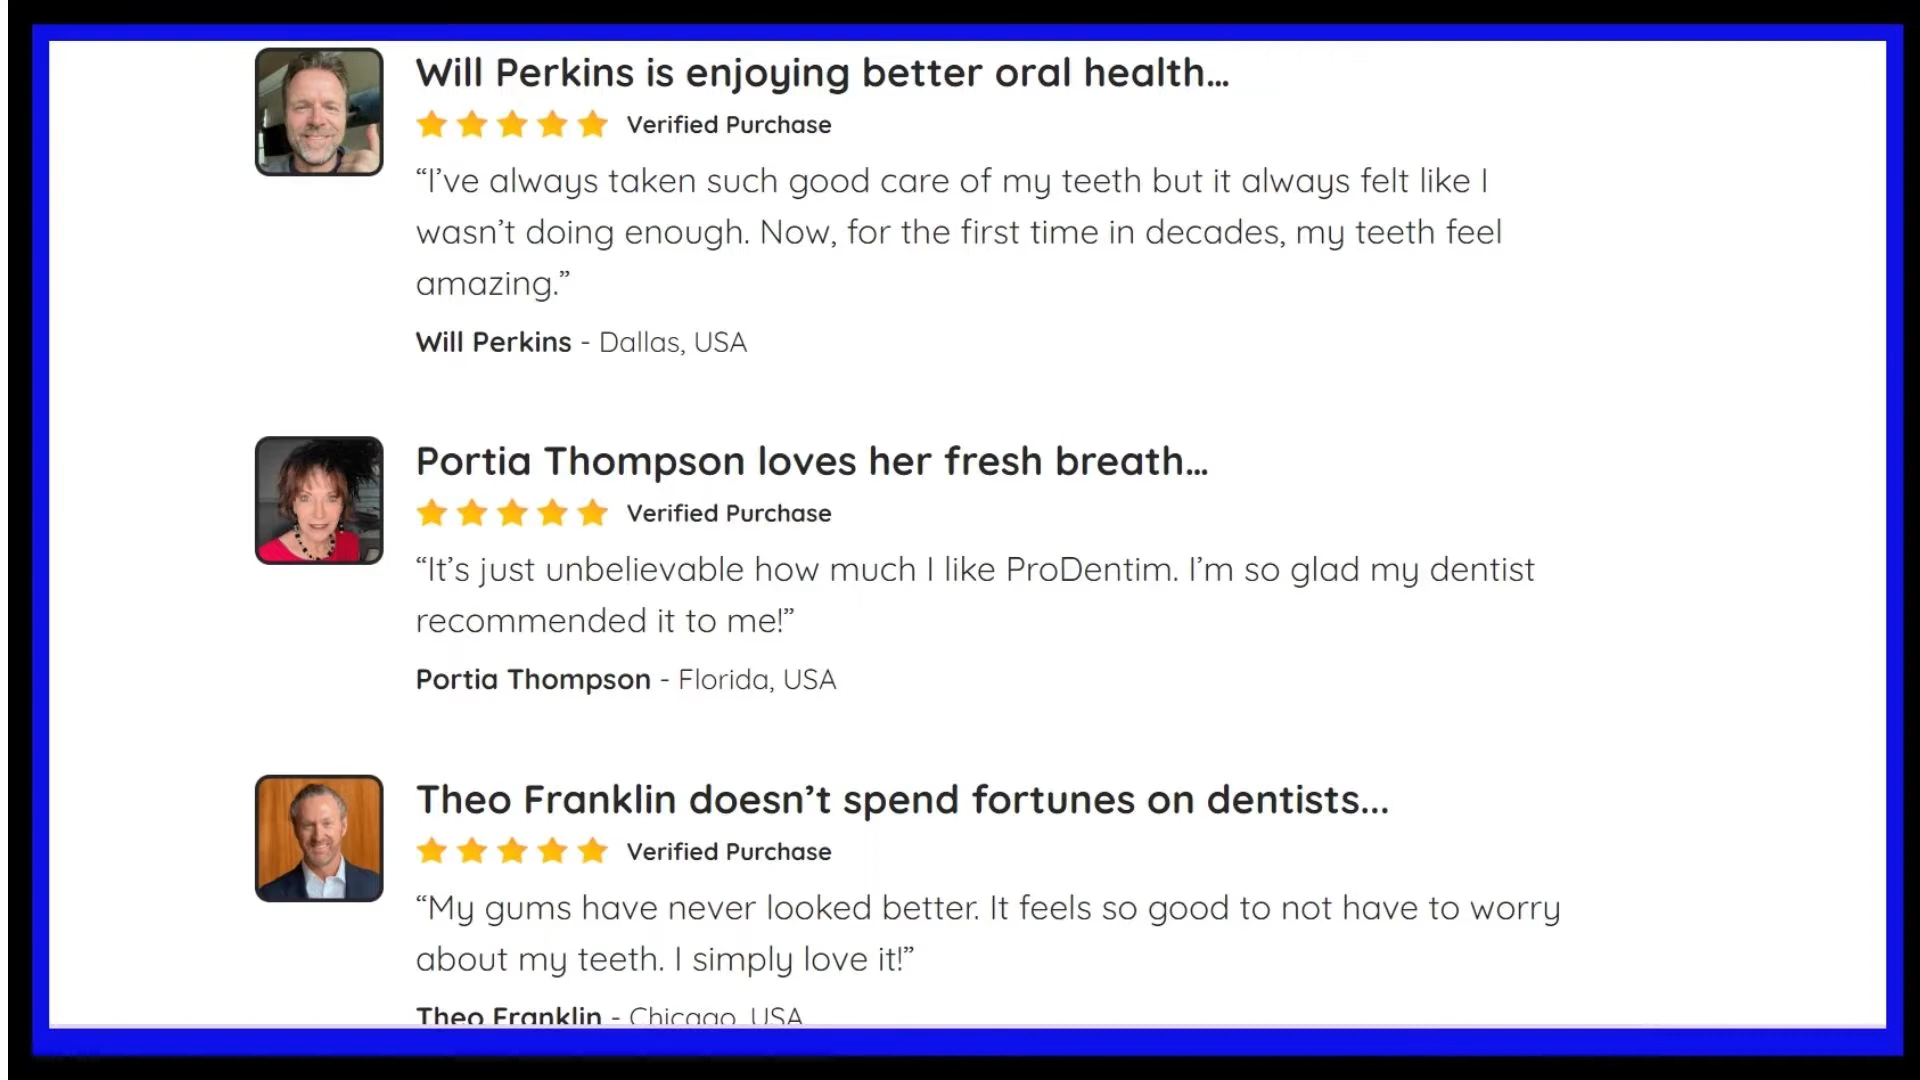 Will Perkins is enjoying better oral health...
Verified Purchase
“I’ve always taken such good care of my teeth but it always felt like I
wasn’t doing enough. Now, for the first time in decades, my teeth feel
amazing.”
Will Perkins - Dallas, USA
Portia Thompson loves her fresh breath...
Verified Purchase
“It’s just unbelievable how much I like ProDentim. I’m so glad my dentist
recommended it to me!”
Portia Thompson - Florida, USA
Theo Franklin doesn’t spend fortunes on dentists...
Verified Purchase
“My gums have never looked better. It feels so good to not have to worry
about my teeth. I simply love it!”
Theo Franklin - Chicago, USA